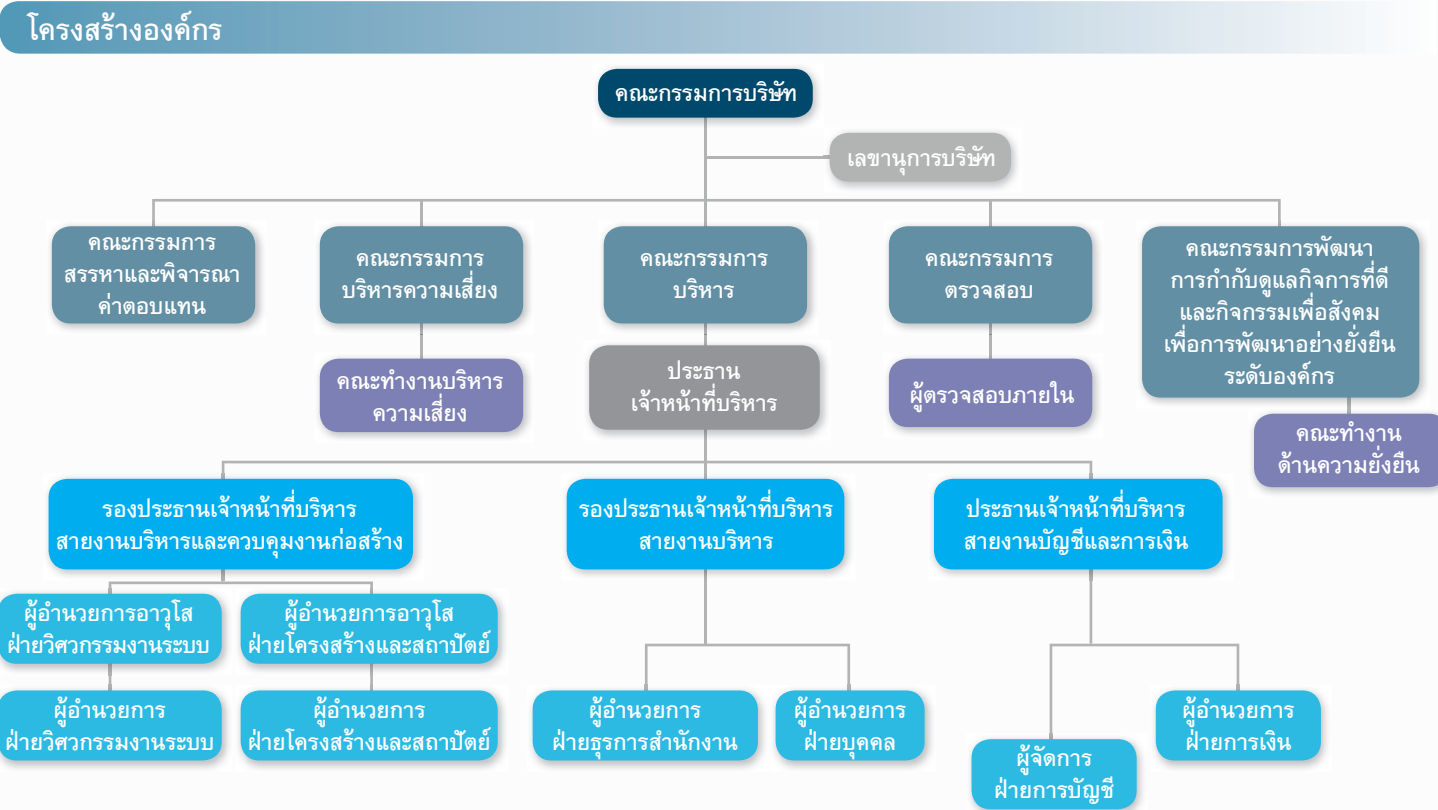 โครงสร้างองค์กร
คณะกรรมการบริษัท
เลขานุการบริษัท
คณะกรรมการ
สรรหาและพิจารณา
ค่าตอบแทน
คณะกรรมการ
บริหารความเสี่ยง
คณะกรรมการ
บริหาร
คณะกรรมการ
ตรวจสอบ
คณะกรรมการพัฒนา
การกำกับดูแลกิจการที่ดี
และกิจกรรมเพื่อสังคม
เพื่อการพัฒนาอย่างยั่งยืน
ระดับองค์กร
คณะทำงานบริหาร
ความเสี่ยง
ประธาน
เจ้าหน้าที่บริหาร
ผู้ตรวจสอบภายใน
คณะทำงาน
ด้านความยั่งยืน
รองประธานเจ้าหน้าที่บริหาร
สายงานบริหารและควบคุมงานก่อสร้าง
รองประธานเจ้าหน้าที่บริหาร
สายงานบริหาร
ประธานเจ้าหน้าที่บริหาร
สายงานบัญชีและการเงิน
ผู้อำนวยการอาวุโส
ฝ่ายวิศวกรรมงานระบบ
ผู้อำนวยการอาวุโส
ฝ่ายโครงสร้างและสถาปัตย์
ผู้อำนวยการ
ฝ่ายวิศวกรรมงานระบบ
ผู้อำนวยการ
ฝ่ายโครงสร้างและสถาปัตย์
ผู้อำนวยการ
ฝ่ายธุรการสำนักงาน
ผู้อำนวยการ
ฝ่ายบุคคล
ผู้จัดการ
ฝ่ายการบัญชี
ผู้อำนวยการ
ฝ่ายการเงิน